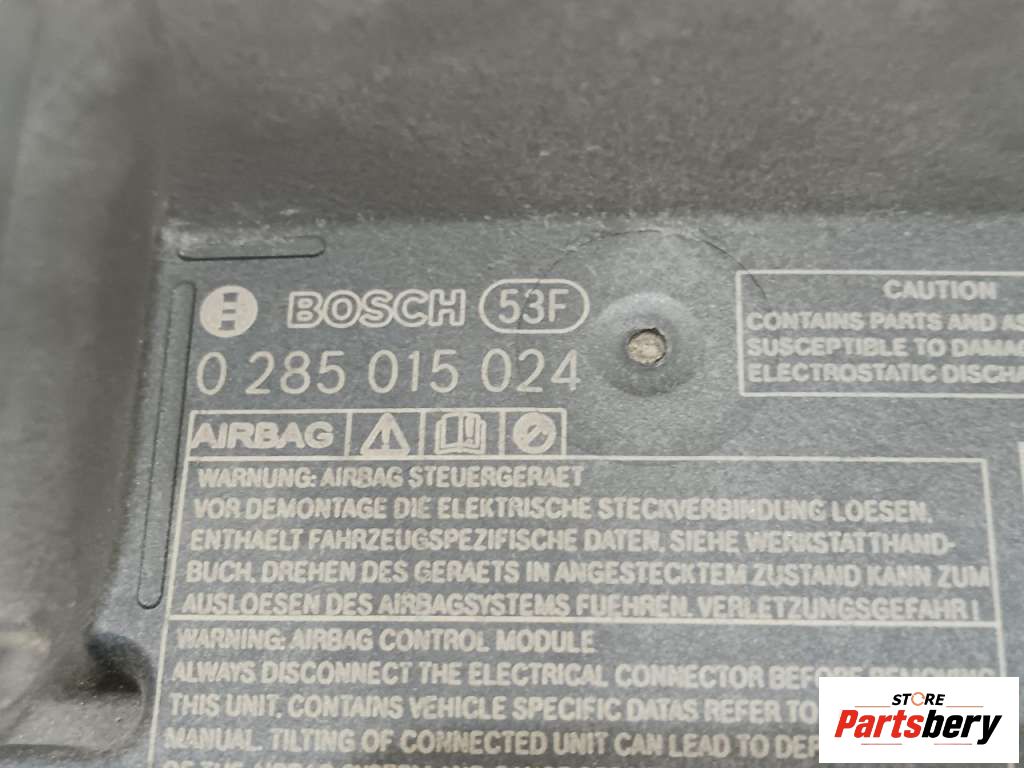 BOSCH 53F
0 285 015 024
AIRBAG
CAUTION
CONTAINS PARTS AND AS
SUSCEPTIBLE TO DAMAG
ELECTROSTATIC DISCHA
WARNUNG: AIRBAG STEUERGERAET
VOR DEMONTAGE DIE ELEKTRISCHE STECKVERBINDUNG LOESEN.
ENTHAELT FAHRZEUGSPEZIFISCHE DATEN, SIEHE WERKSTATTHAND-
BUCH. DREHEN DES GERAETS IN ANGESTECKTEM ZUSTAND KANN ZUM
AUSLOESEN DES AIRBAGSYSTEMS FUEHREN. VERLETZUNGSGEFAHR !
WARNING: AIRBAG CONTROL MODULE
ALWAYS DISCONNECT THE ELECTRICAL CONNECTOR BEFORE REMOVING
THIS UNIT. CONTAINS VEHICLE SPECIFIC DATAS REFER TO
MANUAL. TILTING OF CONNECTED UNIT CAN LEAD TO DEP
STORE
Partsbery